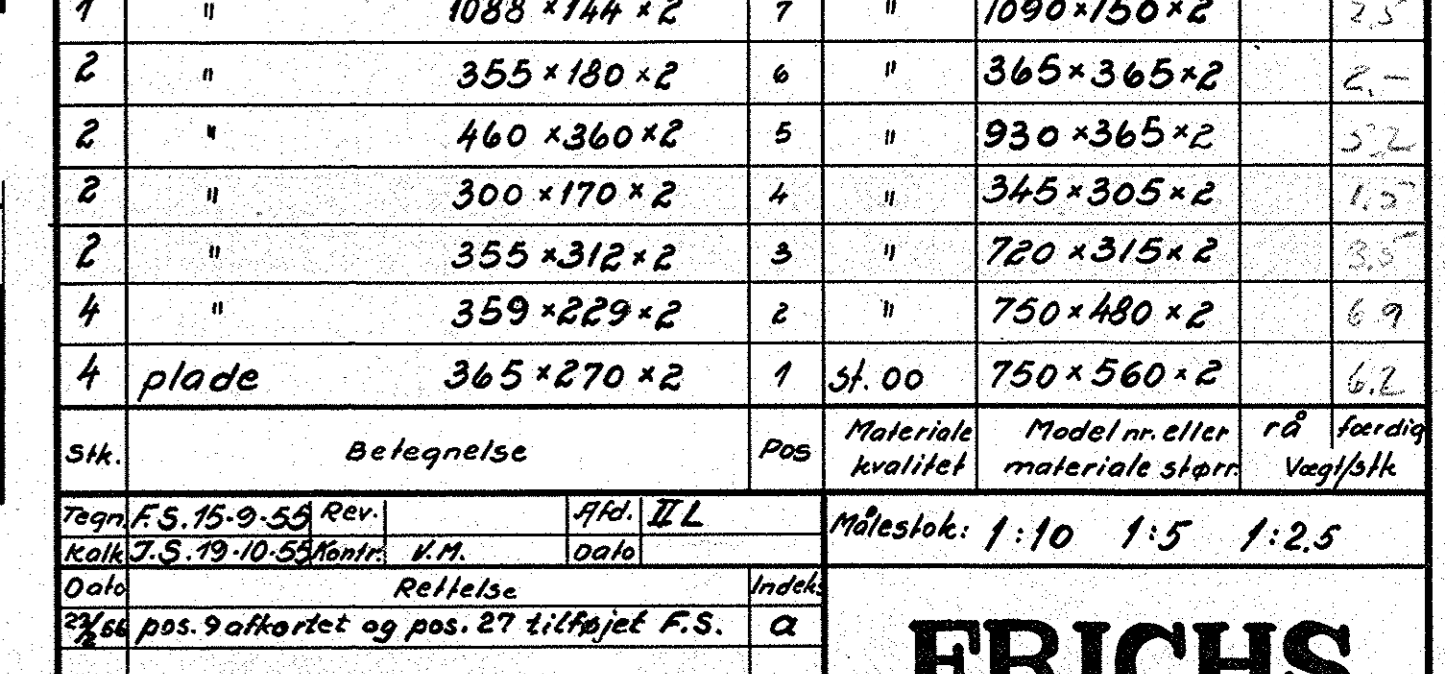 1 " 1088 × 144 × 2 7 " 1090×150×2 2,5
2 " 355 × 180 × 2 6 " 365×365×2 2.-
2 " 460 × 360 × 2 5 " 930 × 365 × 2 3,2
2 " 300 × 170 × 2 4 " 345 × 305 × 2 1,5
2 " 355 × 312 × 2 3 " 720 × 315 × 2 3,5
4 " 359 × 229 × 2 2 " 750 × 480 × 2 6 9
4 plade 365 × 270 × 2 1 St. 00 750 × 560 × 2 6.2
Stk. Betegnelse Pos Materiale kvalitet Model nr. eller materiale størr. rå færdig Vægt/stk
Tegn. F.S. 15-9-55 Rev. Afd. II L Målestok: 1:10 1:5 1:2.5
Kalk J.S. 19-10-55 Kontr. V.M. Dato
Dato Rettelse Indeks
pos. 9 afkortet og pos. 27 tilføjet F.S. a
FRICHS